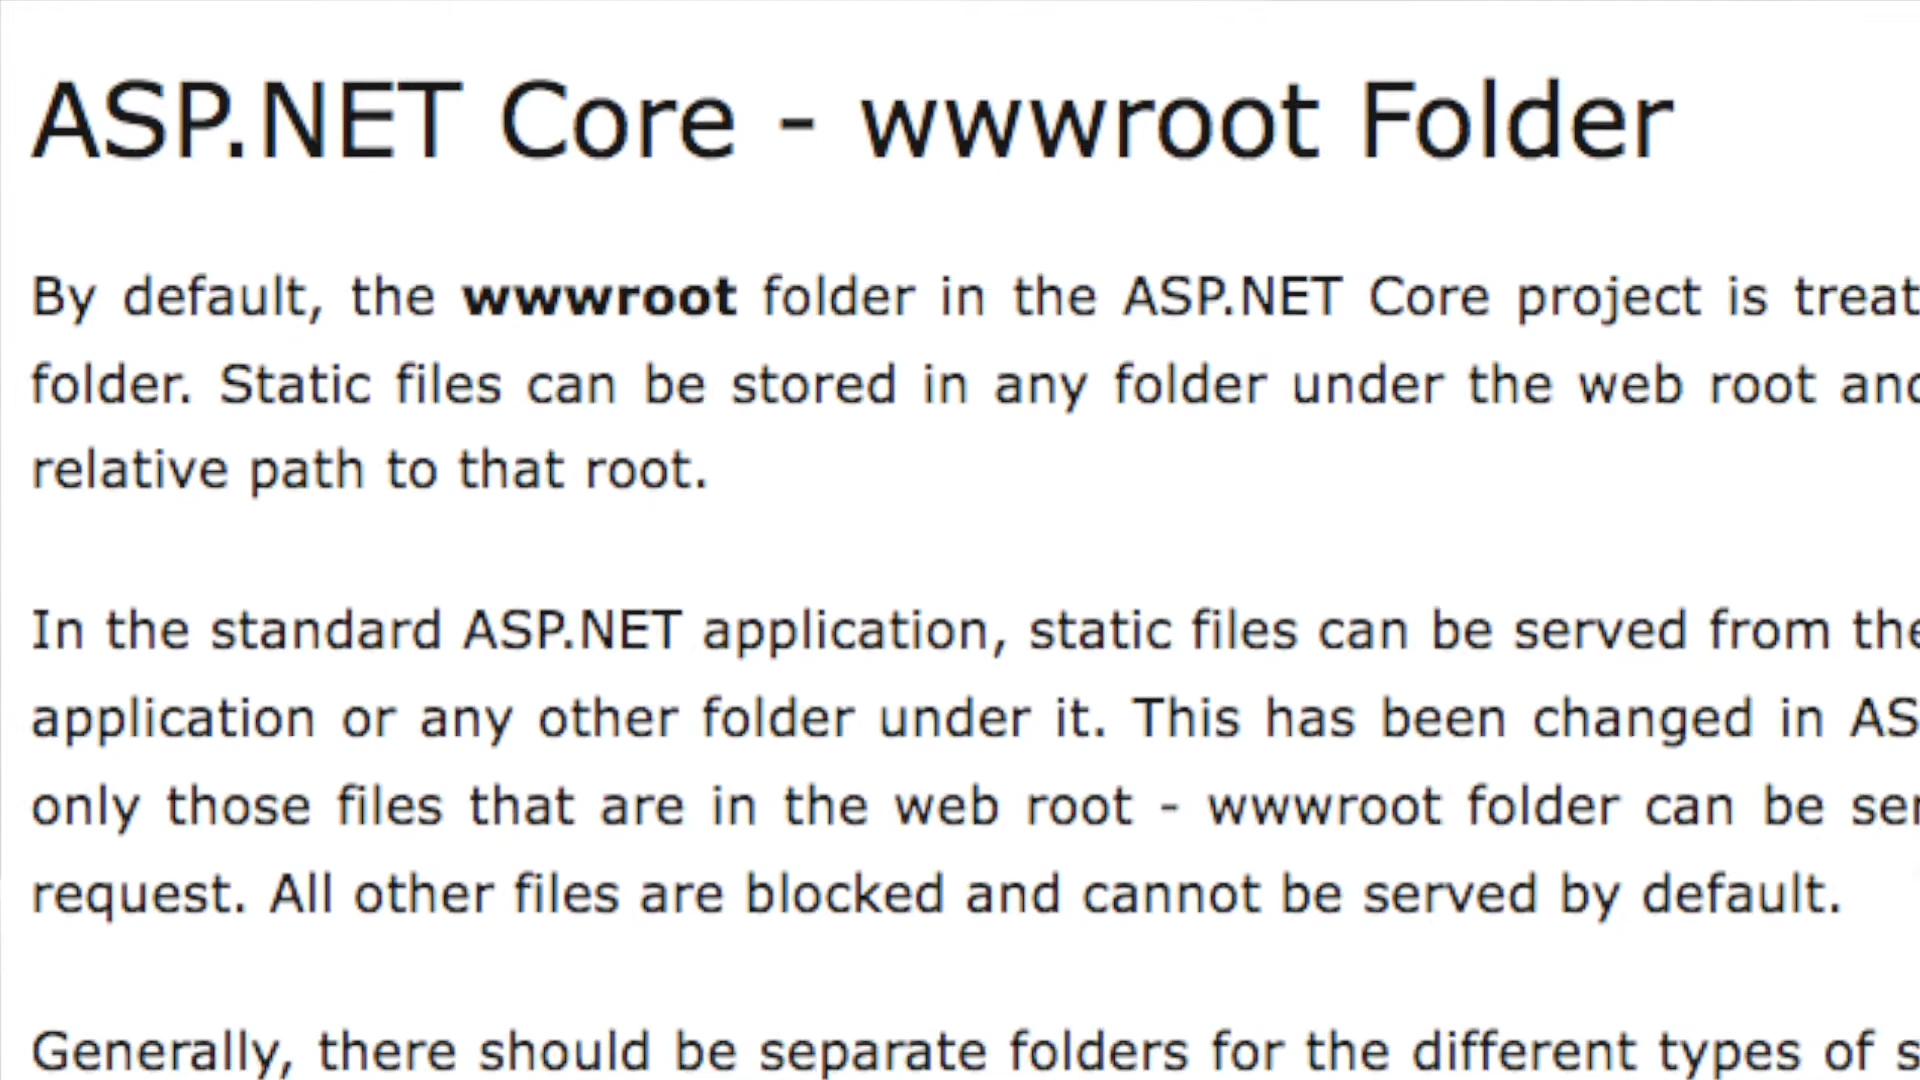 ASP.NET Core - wwwroot Folder
By default, the wwwroot folder in the ASP.NET Core project is treat
folder. Static files can be stored in any folder under the web root and
relative path to that root.
In the standard ASP.NET application, static files can be served from the
application or any other folder under it. This has been changed in AS
only those files that are in the web root - wwwroot folder can be ser
request. All other files are blocked and cannot be served by default.
Generally, there should be separate folders for the different types of s